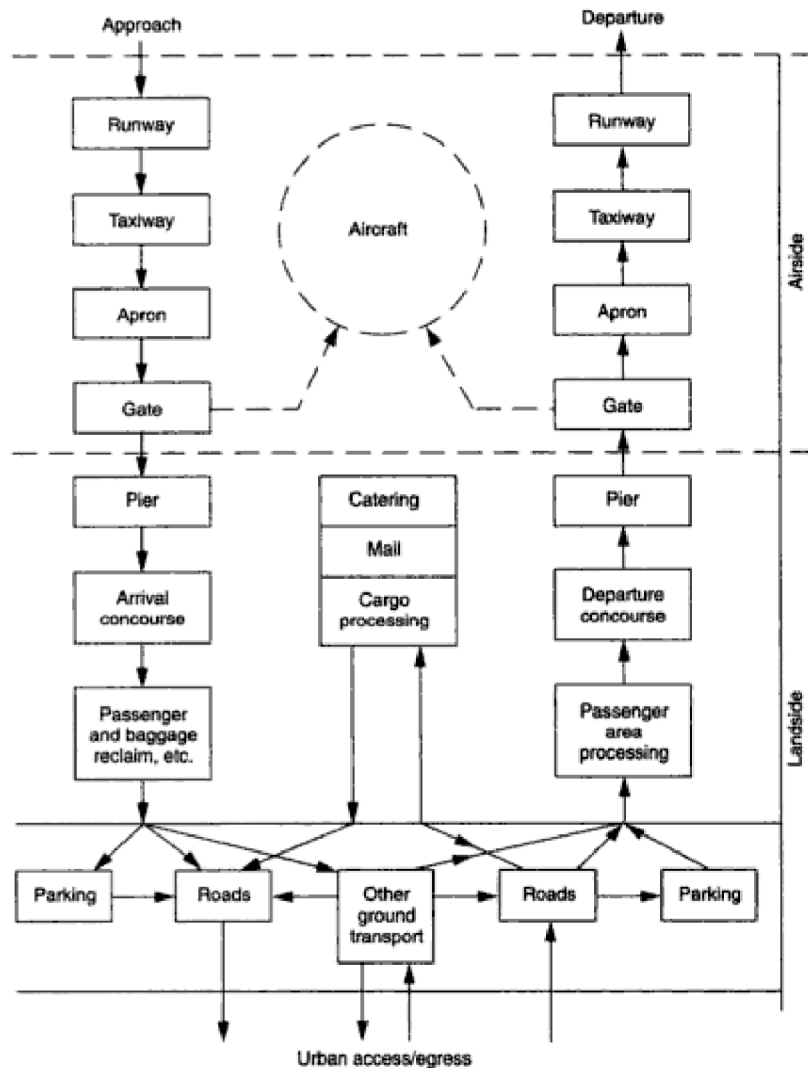 Approach
Departure
Runway
Runway
Taxiway
Aircraft
Taxiway
Apron
Apron
Gate
Gate
Airside
Pier
Catering
Pier
Mail
Arrival
concourse
Cargo
processing
Departure
concourse
Passenger
and baggage
reclaim, etc.
Passenger
area
processing
Landside
Parking
Roads
Other
ground
transport
Roads
Parking
Urban access/egress